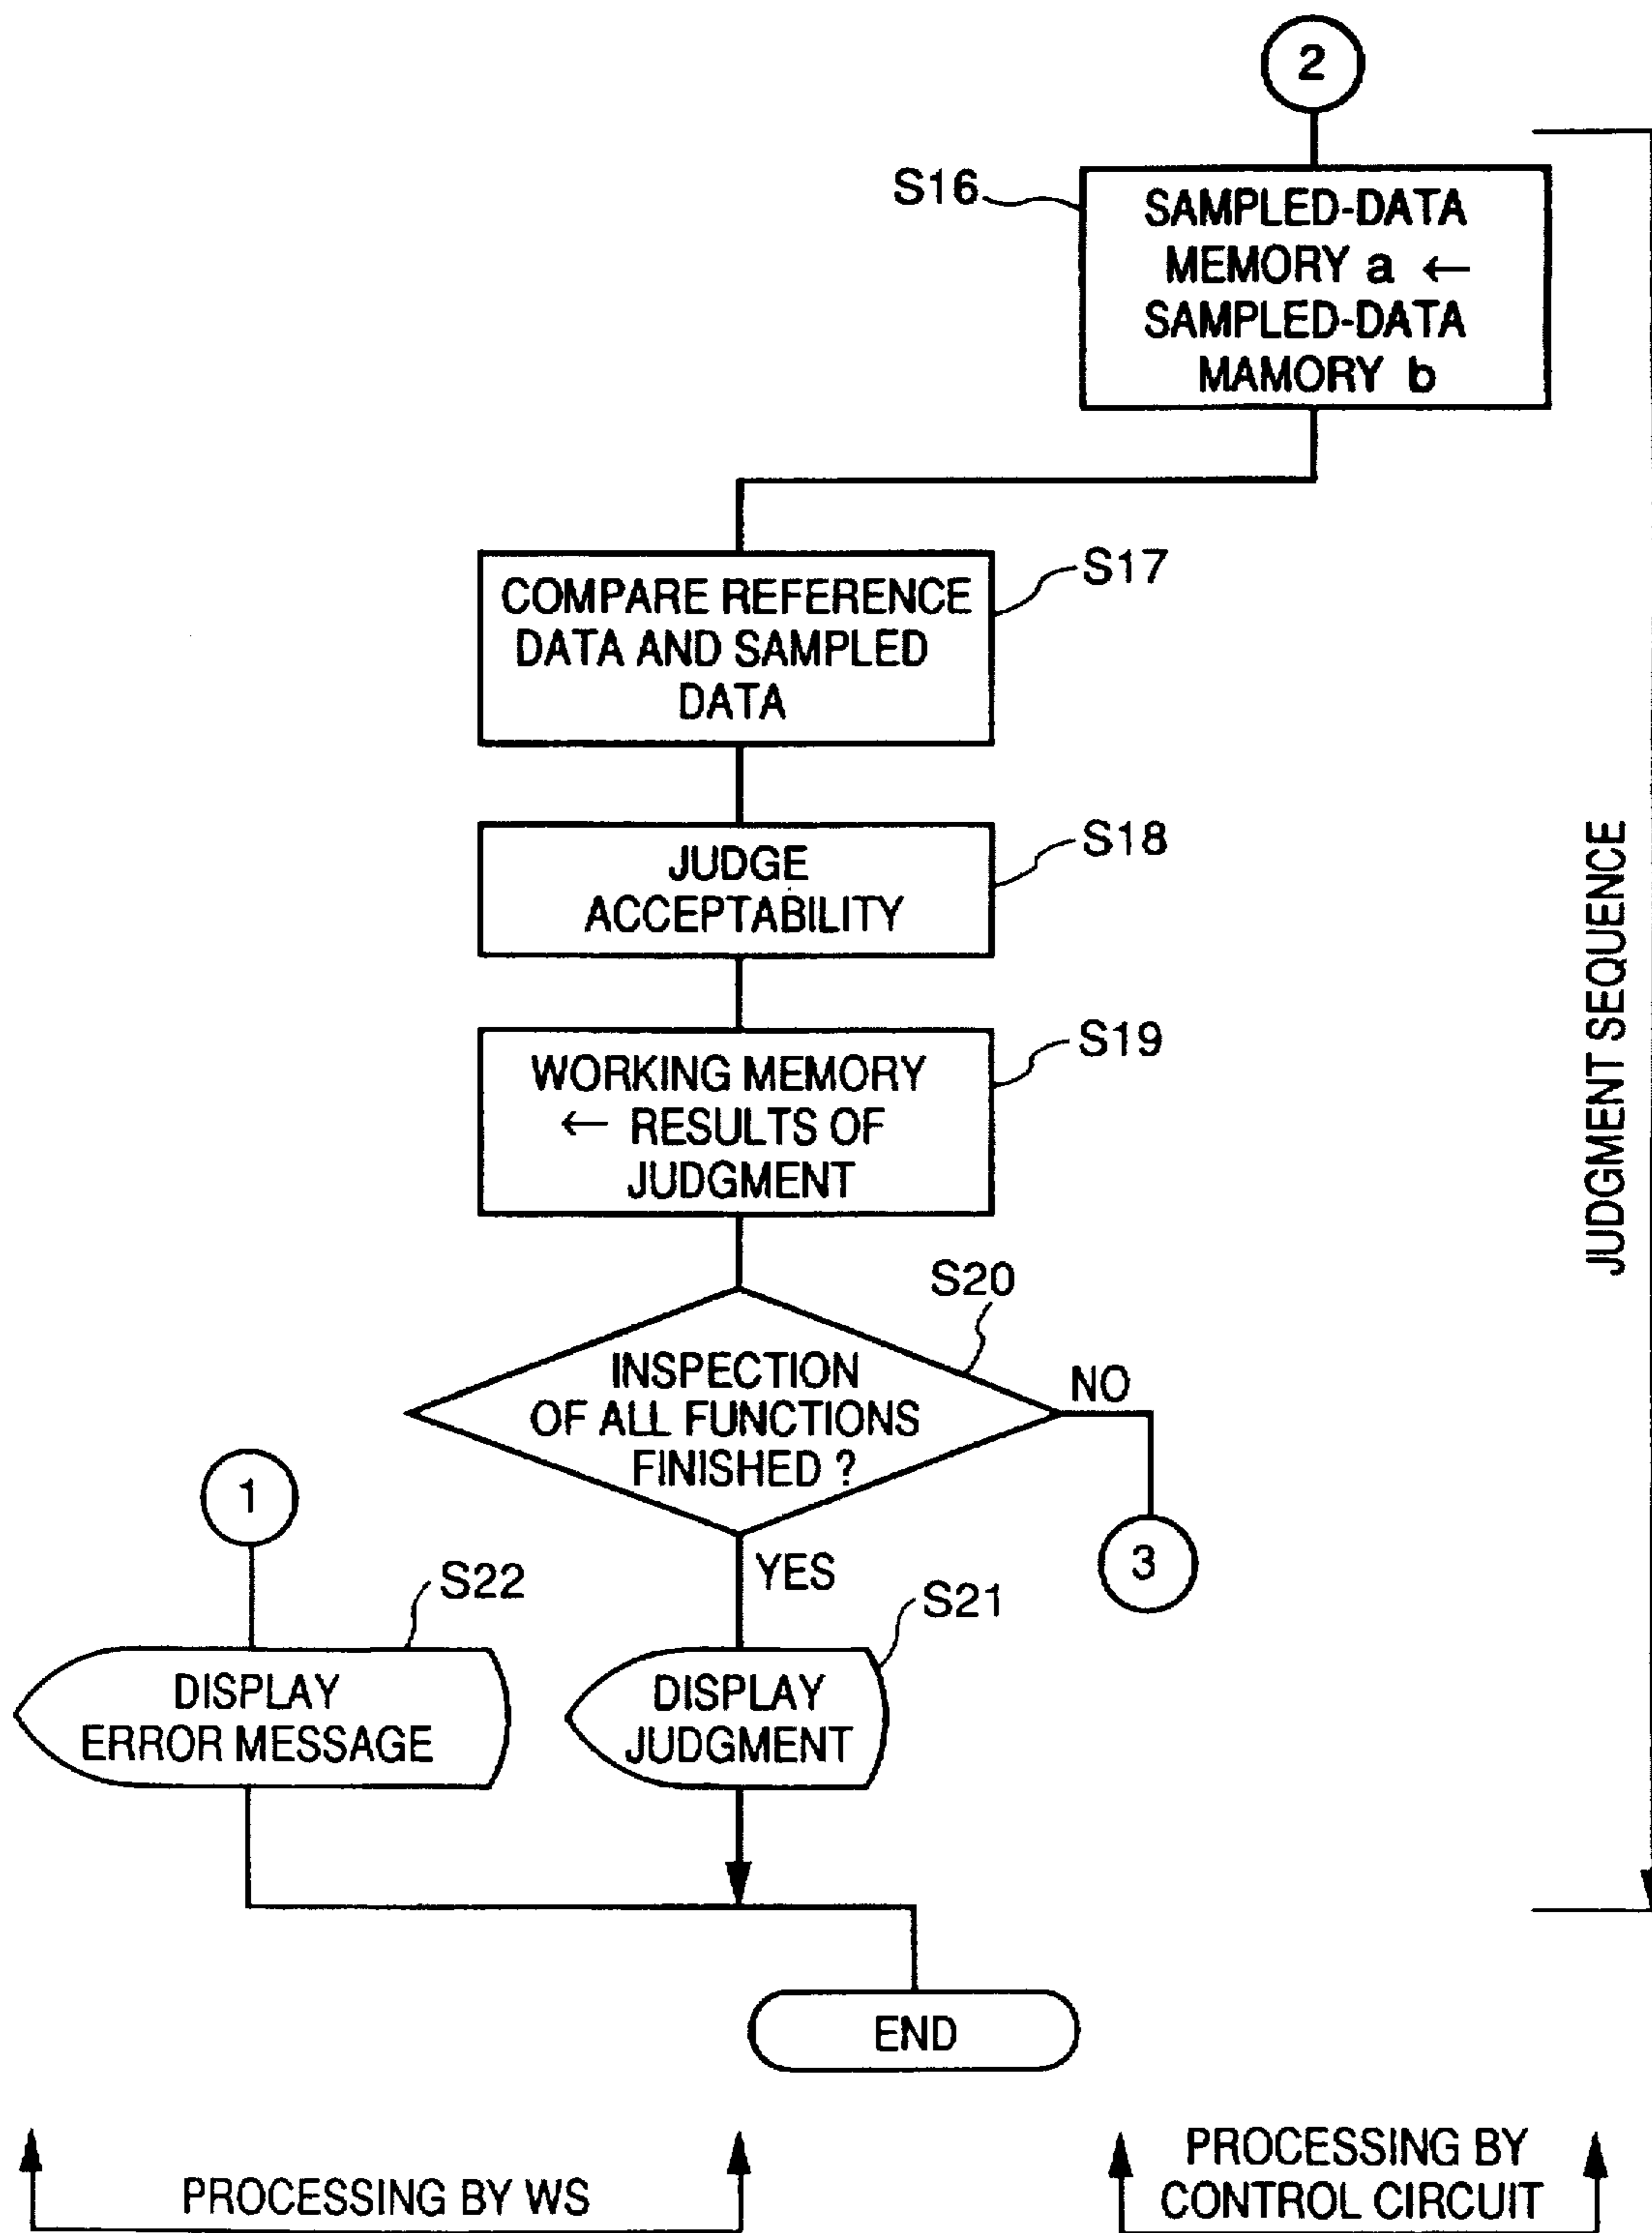 2
S16
SAMPLED-DATA
MEMORY a ←
SAMPLED-DATA
MAMORY b
S17
COMPARE REFERENCE
DATA AND SAMPLED
DATA
S18
JUDGE
ACCEPTABILITY
S19
WORKING MEMORY
← RESULTS OF
JUDGMENT
S20
INSPECTION
OF ALL FUNCTIONS
FINISHED ?
NO
3
YES
1
S22
DISPLAY
ERROR MESSAGE
S21
DISPLAY
JUDGMENT
END
JUDGMENT SEQUENCE
PROCESSING BY WS
PROCESSING BY
CONTROL CIRCUIT